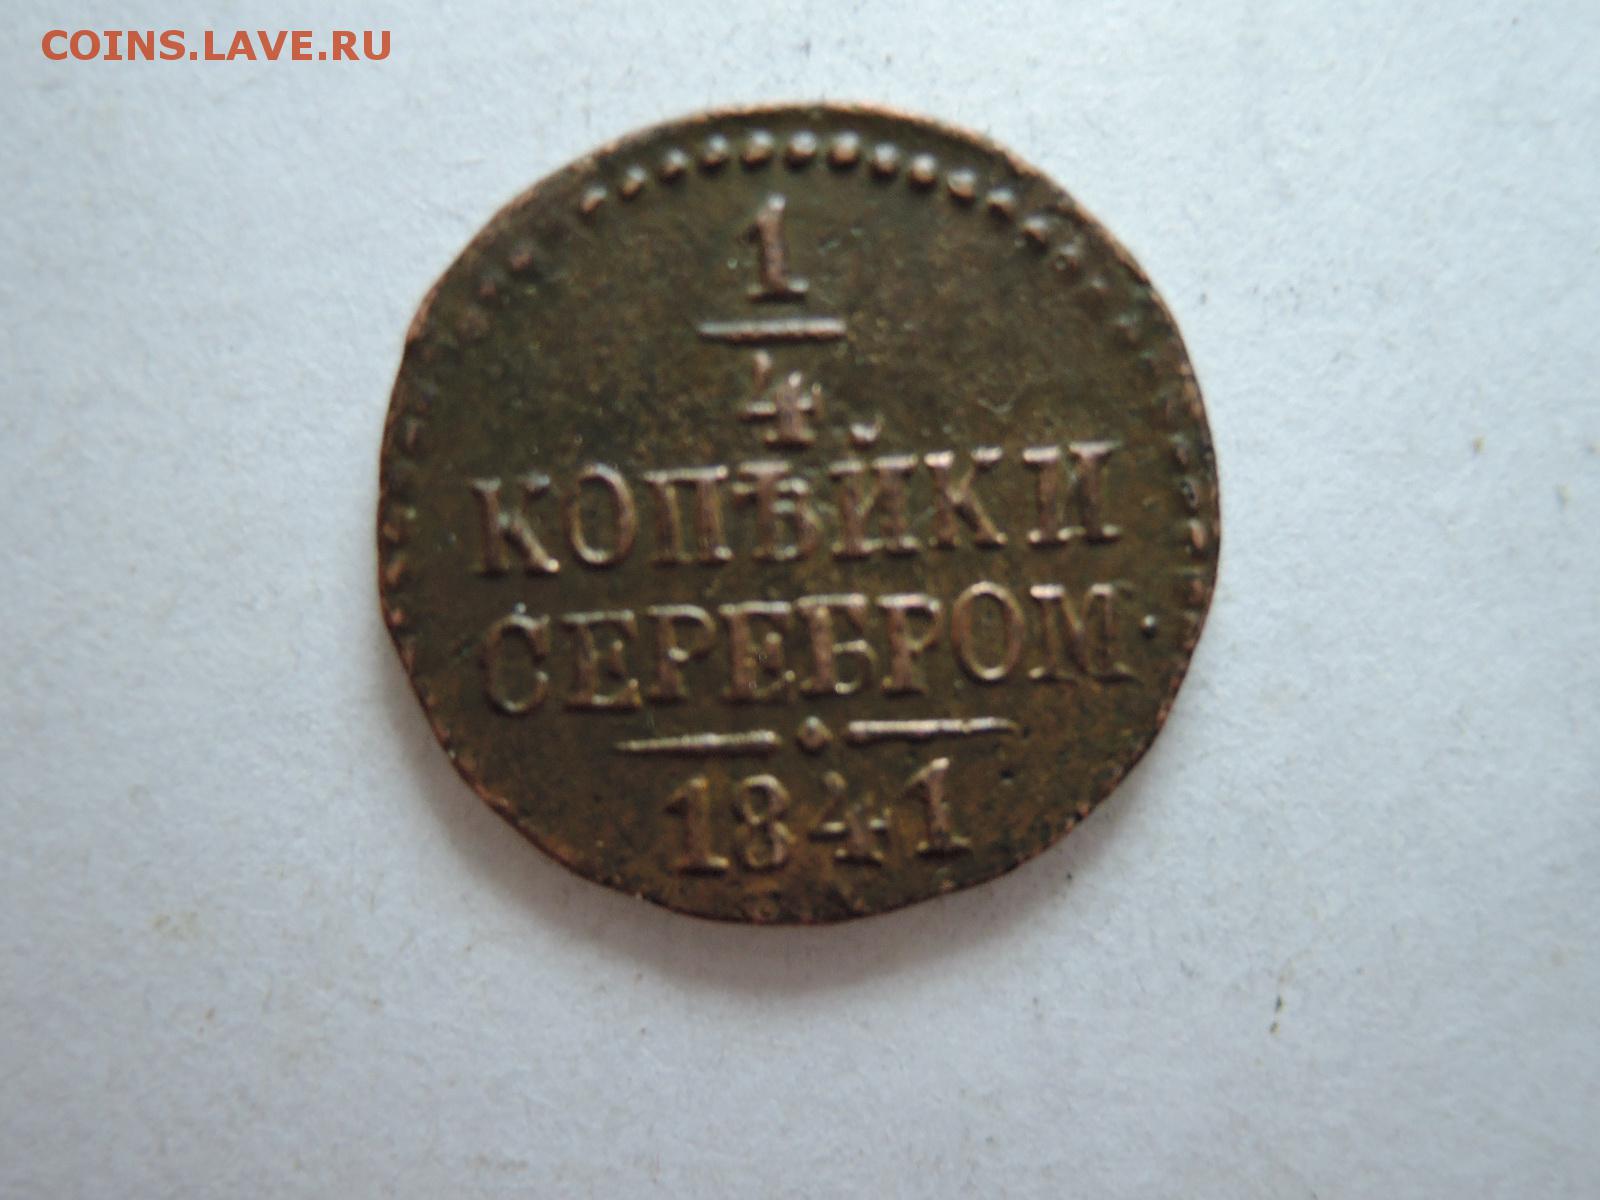 COINS.LAVE.RU
1
4
КОПѢЙКИ
СЕРЕБРОМ.
1841